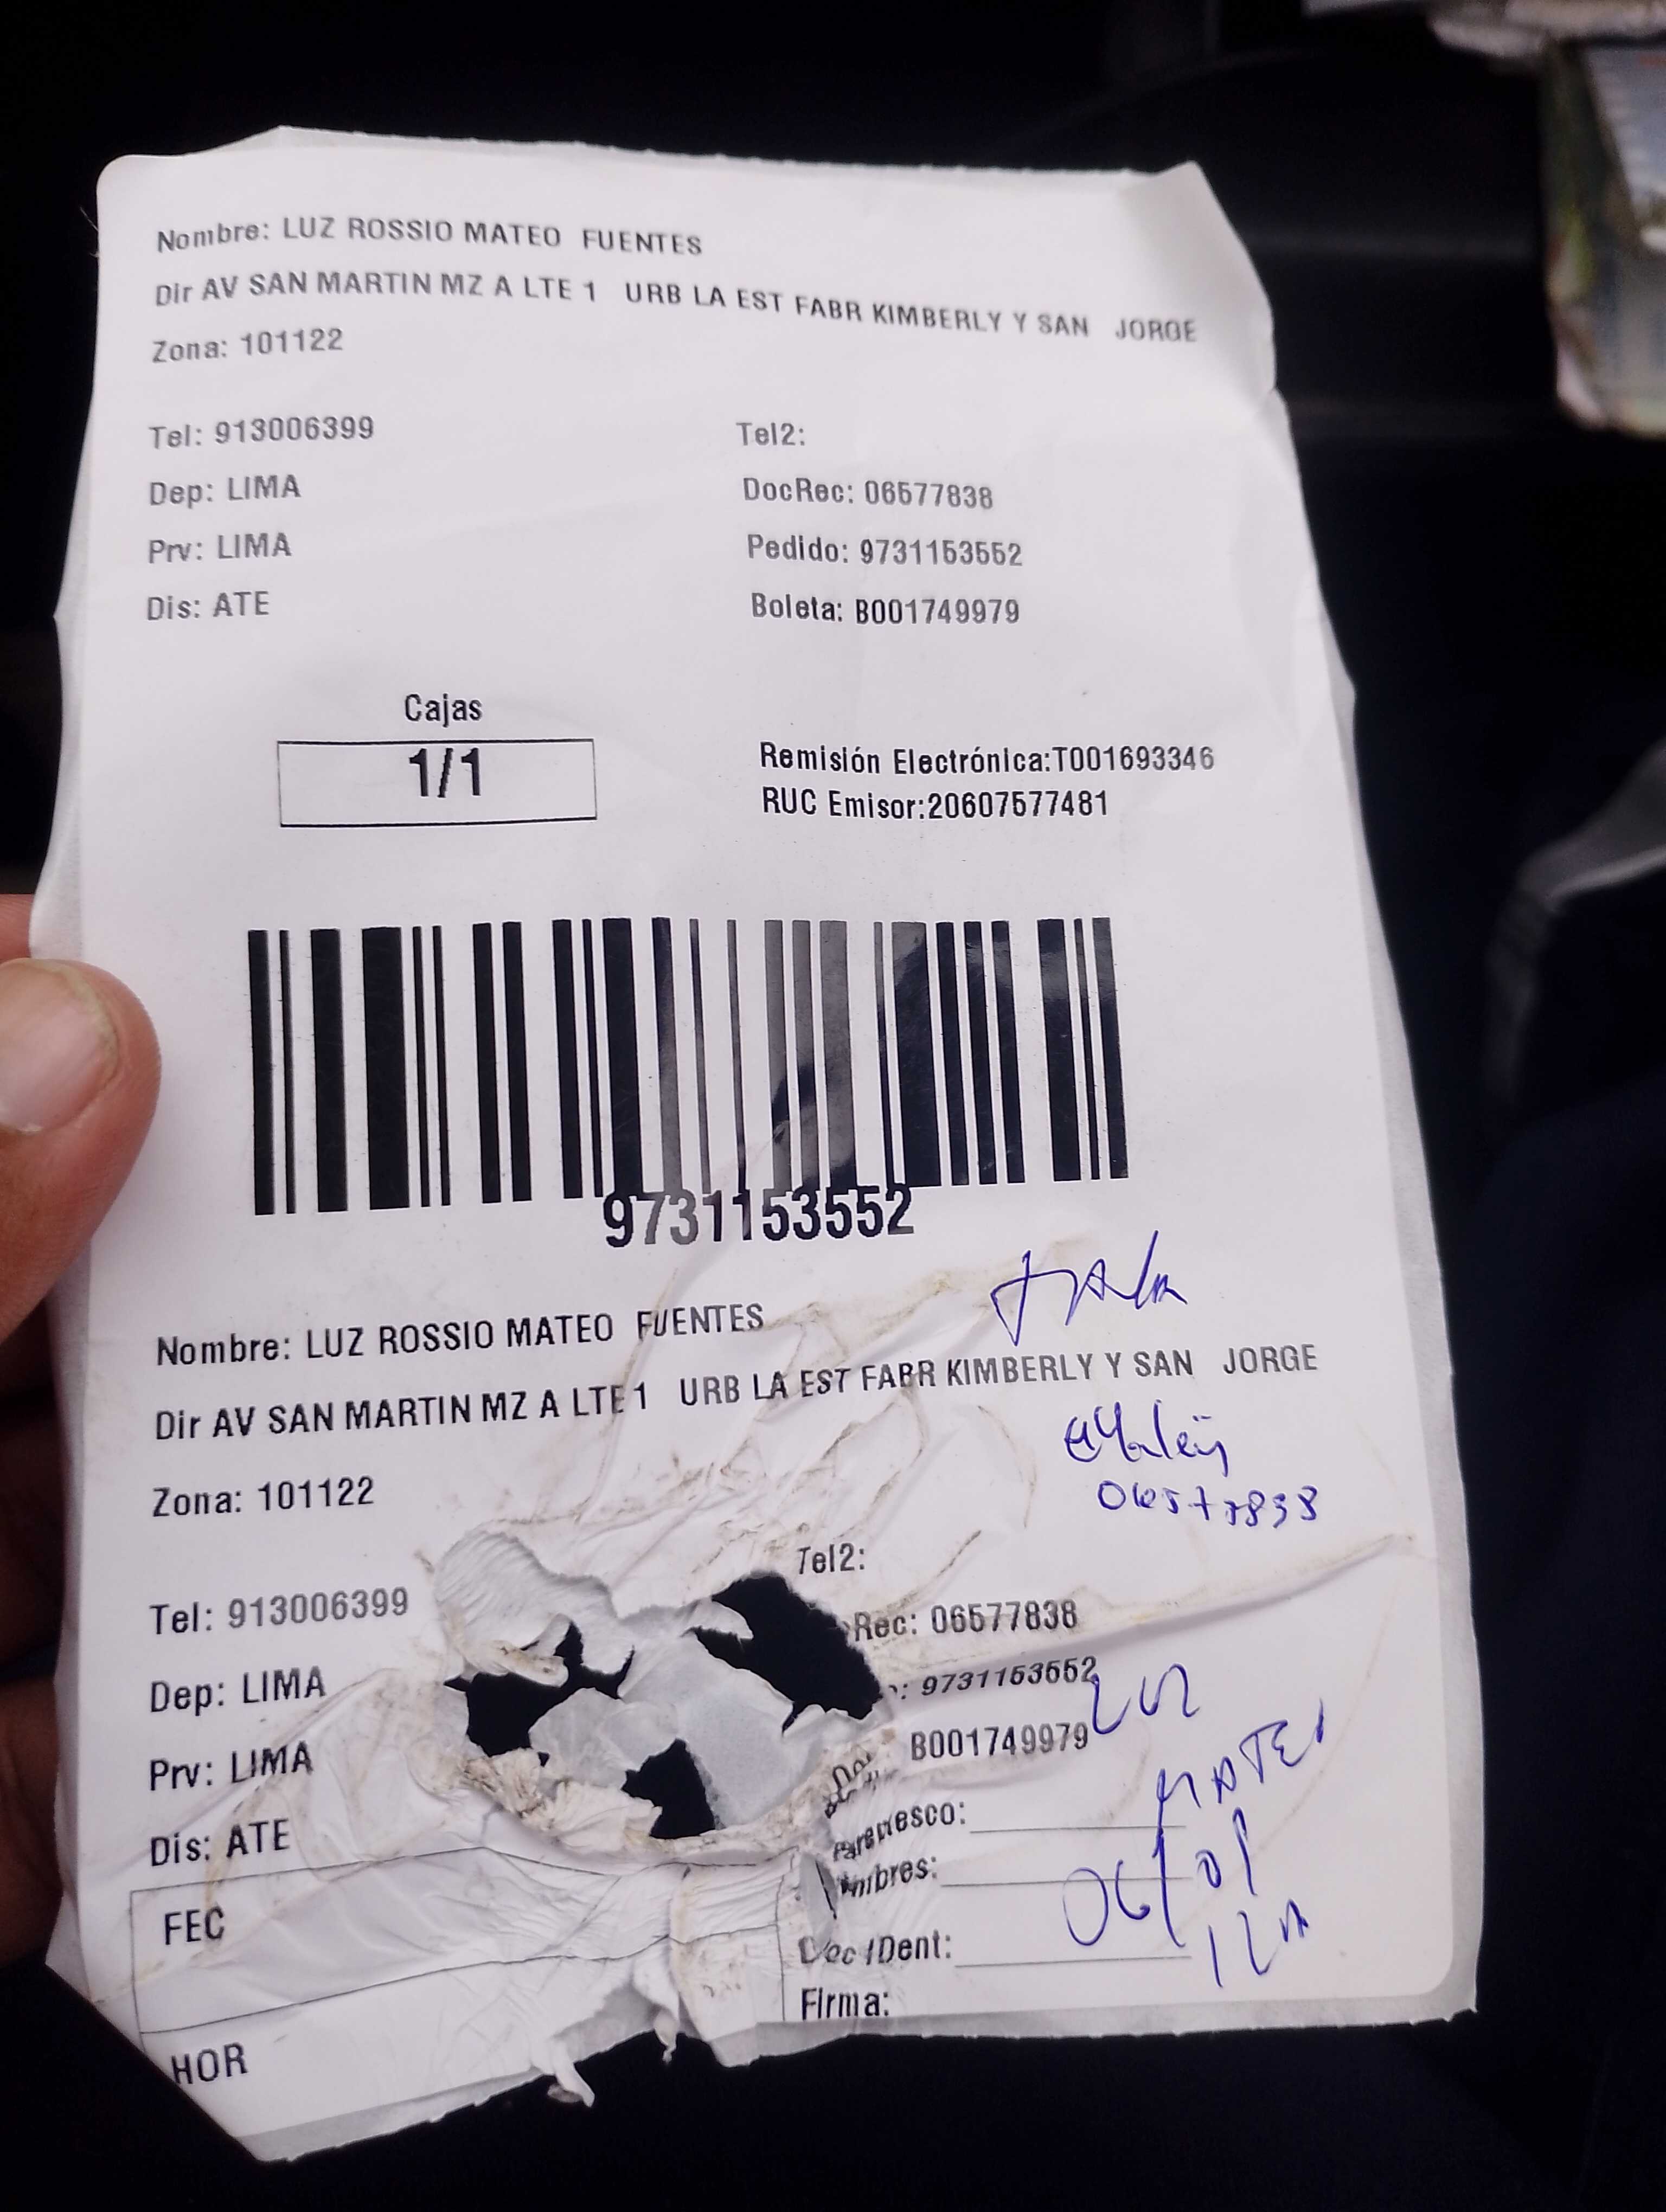 Nombre: LUZ ROSSIO MATEO FUENTES
Dir AV SAN MARTIN MZ A LTE 1 URB LA EST FABR KIMBERLY Y SAN JORGE
Zona: 101122
Tel: 913006399 Tel2:
Dep: LIMA DocRec: 06577838
Prv: LIMA Pedido: 9731153552
Dis: ATE Boleta: B001749979
Cajas
1/1
Remisión Electrónica:T001693346
RUC Emisor:20607577481
9731153552
Nombre: LUZ ROSSIO MATEO FUENTES
Dir AV SAN MARTIN MZ A LTE 1 URB LA EST FABR KIMBERLY Y SAN JORGE
Zona: 101122
06577838
Tel2:
Tel: 913006399 Rec: 06577838
Dep: LIMA : 9731153552
LUZ
Prv: LIMA B001749979
MATEO
Dis: ATE
FEC
06/01
Firma:
HOR